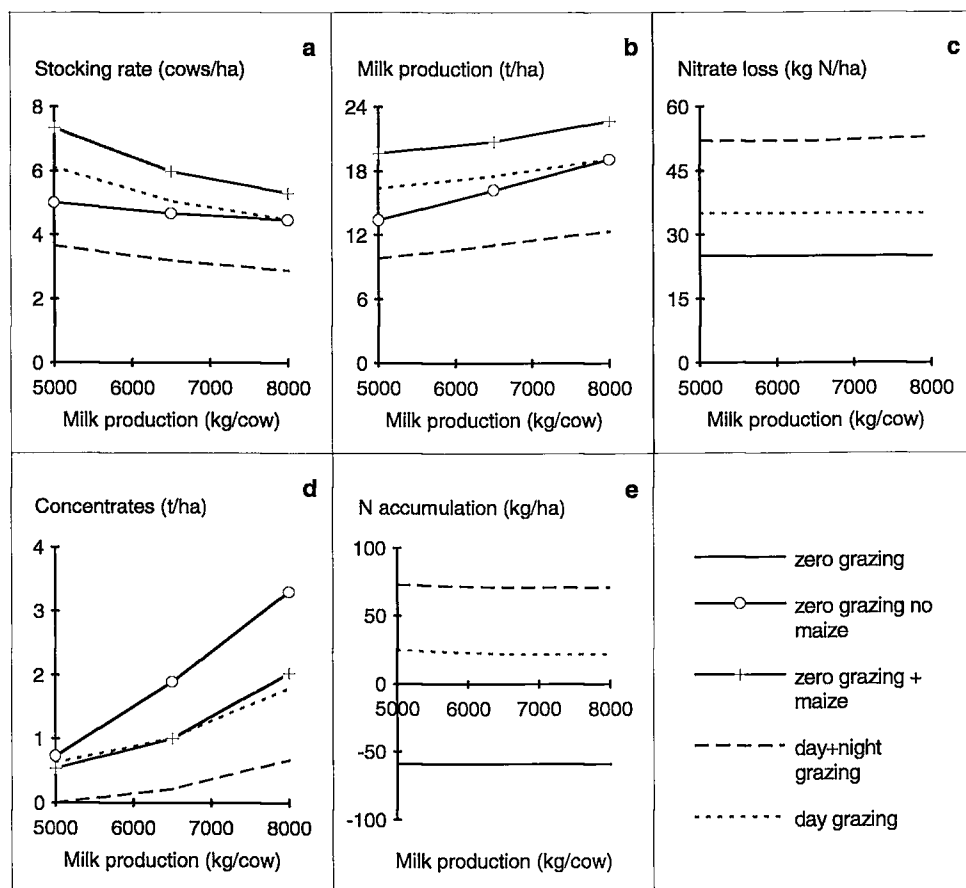 a
Stocking rate (cows/ha)
8
6
4
2
0
5000 6000 7000 8000
Milk production (kg/cow)
b
Milk production (t/ha)
24
18
12
6
0
5000 6000 7000 8000
Milk production (kg/cow)
c
Nitrate loss (kg N/ha)
60
45
30
15
0
5000 6000 7000 8000
Milk production (kg/cow)
d
Concentrates (t/ha)
4
3
2
1
0
5000 6000 7000 8000
Milk production (kg/cow)
e
N accumulation (kg/ha)
100
50
0
5000 6000 7000 8000
-50
-100
Milk production (kg/cow)
zero grazing
zero grazing no
maize
zero grazing +
maize
day+night
grazing
day grazing